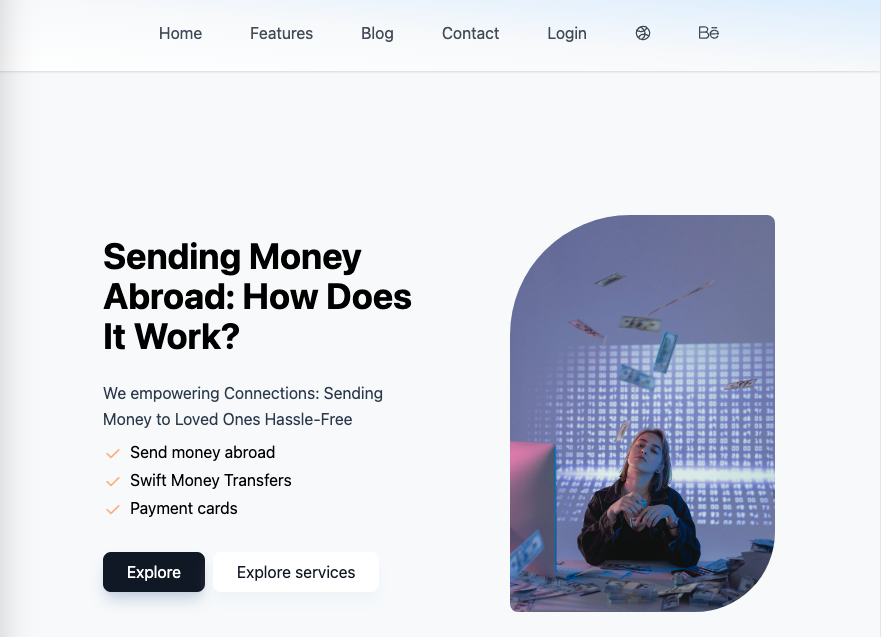 Home Features Blog Contact Login Bē
Sending Money
Abroad: How Does
It Work?
We empowering Connections: Sending
Money to Loved Ones Hassle-Free
Send money abroad
Swift Money Transfers
Payment cards
Explore Explore services